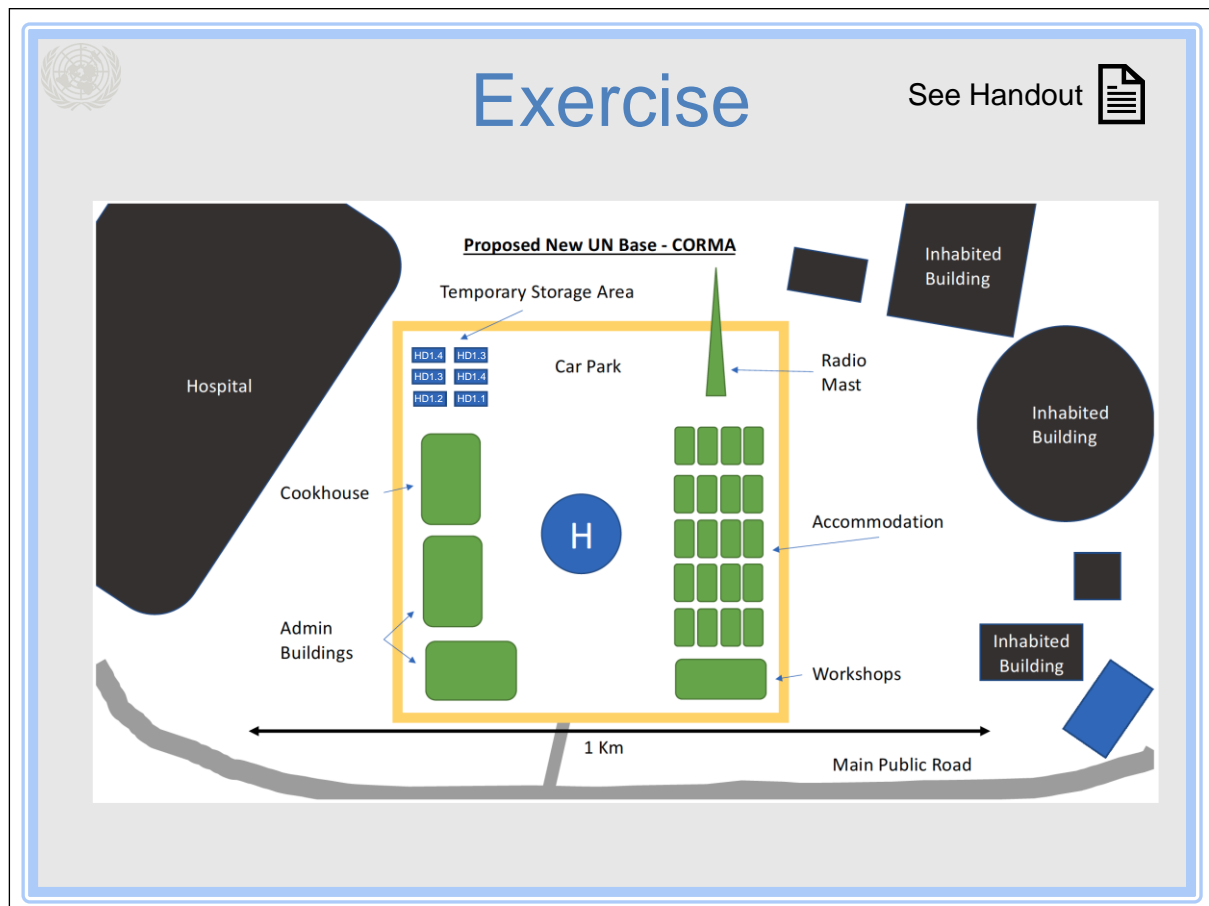 Exercise
See Handout
Proposed New UN Base - CORMA
Temporary Storage Area
Inhabited
Building
HD1.4 HD1.3
HD1.3 HD1.4
HD1.2 HD1.1
Car Park
Radio
Mast
Hospital
Inhabited
Building
Cookhouse
H
Accommodation
Admin
Buildings
Inhabited
Building
Workshops
1 Km
Main Public Road